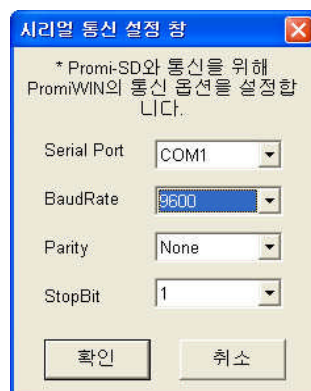 시리얼 통신 설정 창
* Promi-SD와 통신을 위해
PromiWIN의 통신 옵션을 설정합
니다.
Serial Port COM1
BaudRate 9600
Parity None
StopBit 1
확인 취소